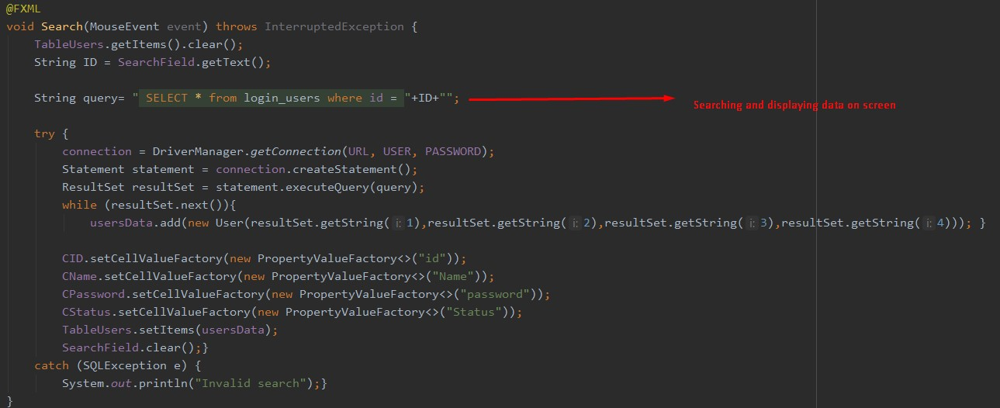 @FXML
void Search(MouseEvent event) throws InterruptedException {
    TableUsers.getItems().clear();
    String ID = SearchField.getText();
    String query= " SELECT * from login_users where id = "+ID+"";
Searching and displaying data on screen
    try {
        connection = DriverManager.getConnection(URL, USER, PASSWORD);
        Statement statement = connection.createStatement();
        ResultSet resultSet = statement.executeQuery(query);
        while (resultSet.next()){
            usersData.add(new User(resultSet.getString( i: 1),resultSet.getString( i: 2),resultSet.getString( i: 3),resultSet.getString( i: 4))); }
        CID.setCellValueFactory(new PropertyValueFactory<>("id"));
        CName.setCellValueFactory(new PropertyValueFactory<>("Name"));
        CPassword.setCellValueFactory(new PropertyValueFactory<>("password"));
        CStatus.setCellValueFactory(new PropertyValueFactory<>("Status"));
        TableUsers.setItems(usersData);
        SearchField.clear();}
    catch (SQLException e) {
        System.out.println("Invalid search");}
}